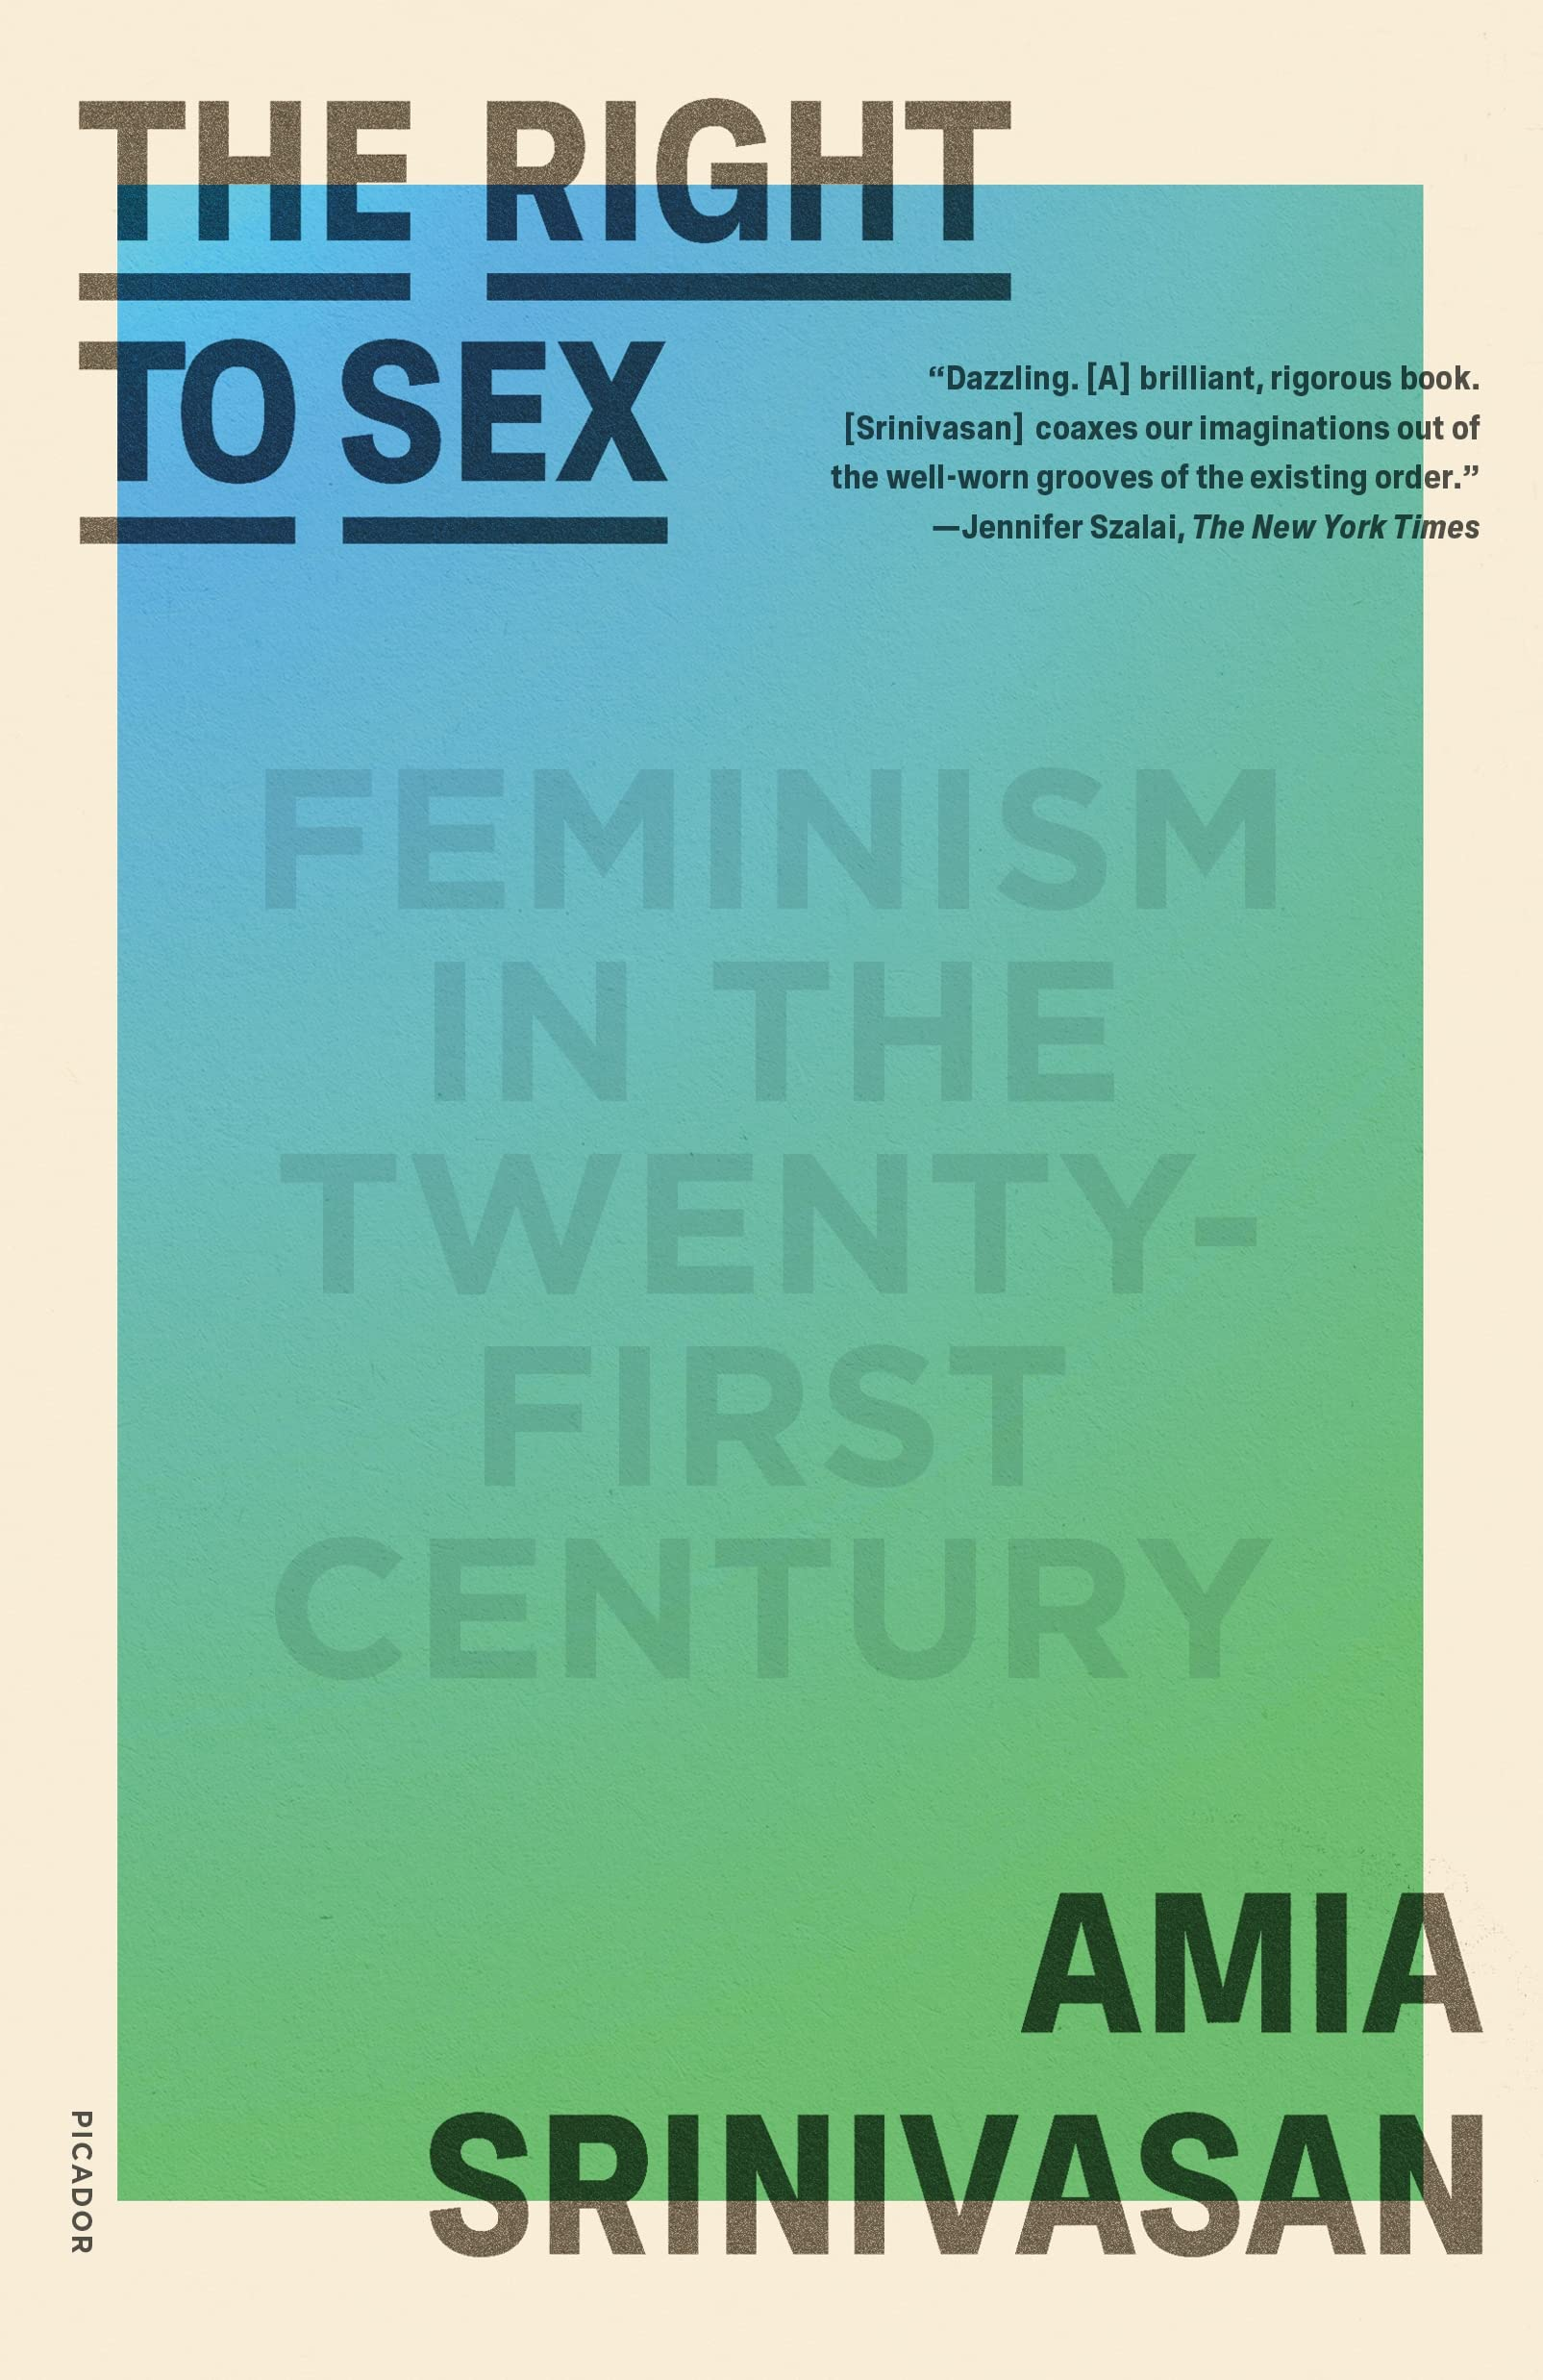 THE RIGHT
TO SEX
“Dazzling. [A] brilliant, rigorous book.
[Srinivasan] coaxes our imaginations out of
the well-worn grooves of the existing order.”
—Jennifer Szalai, The New York Times
FEMINISM
IN THE
TWENTY-
FIRST
CENTURY
AMIA
SRINIVASAN
PICADOR